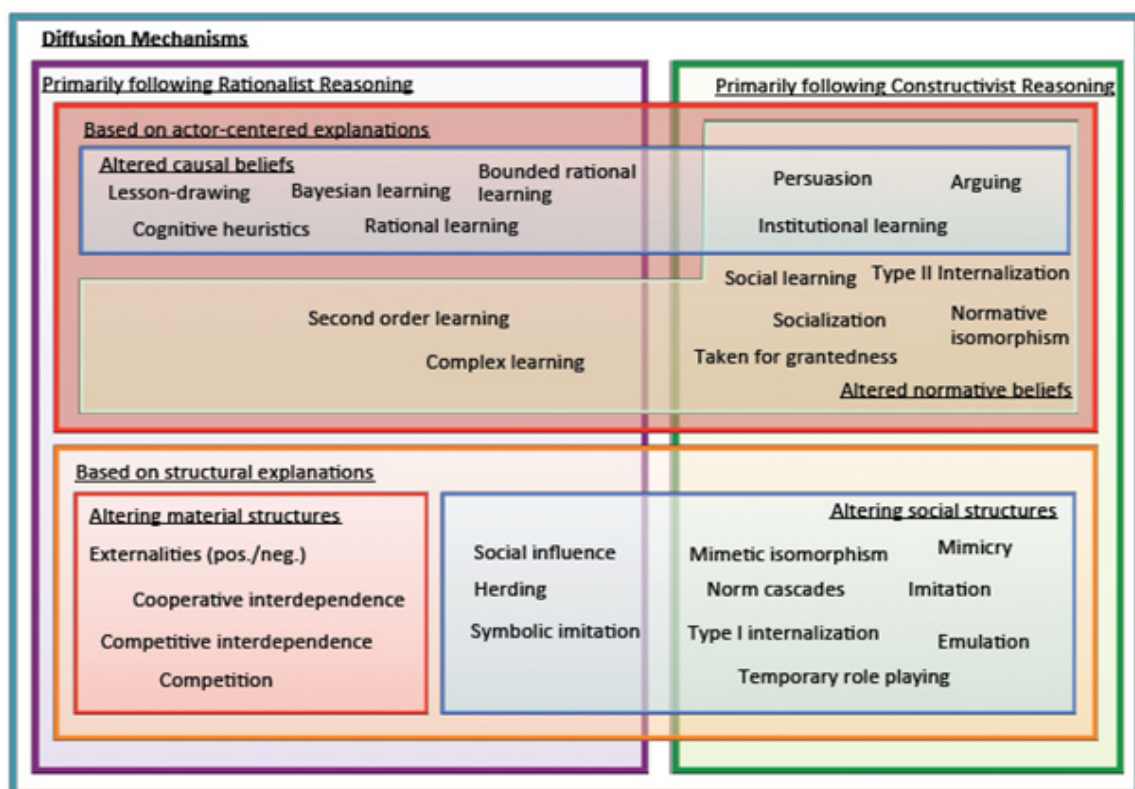 Diffusion Mechanisms
Primarily following Rationalist Reasoning
Primarily following Constructivist Reasoning
Based on actor-centered explanations
Altered causal beliefs
Lesson-drawing
Bayesian learning
Bounded rational
learning
Cognitive heuristics
Rational learning
Persuasion
Arguing
Institutional learning
Social learning
Type II Internalization
Second order learning
Socialization
Normative
isomorphism
Complex learning
Taken for grantedness
Altered normative beliefs
Based on structural explanations
Altering material structures
Externalities (pos./neg.)
Cooperative interdependence
Competitive interdependence
Competition
Altering social structures
Social influence
Herding
Symbolic imitation
Mimetic isomorphism
Mimicry
Norm cascades
Imitation
Type I internalization
Emulation
Temporary role playing